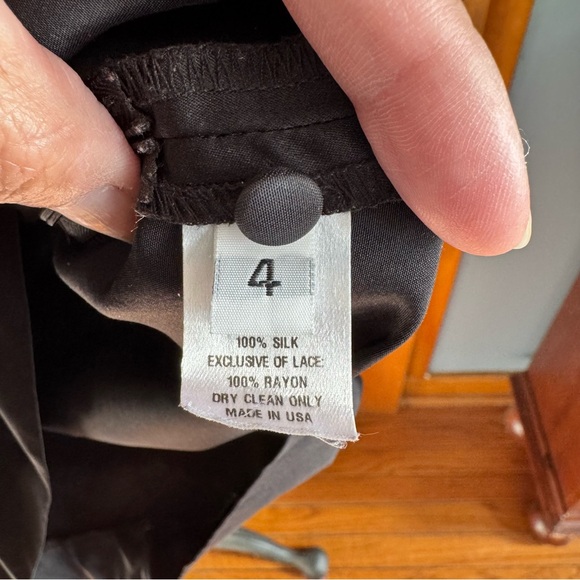 4
100% SILK
EXCLUSIVE OF LACE:
100% RAYON
DRY CLEAN ONLY
MADE IN USA